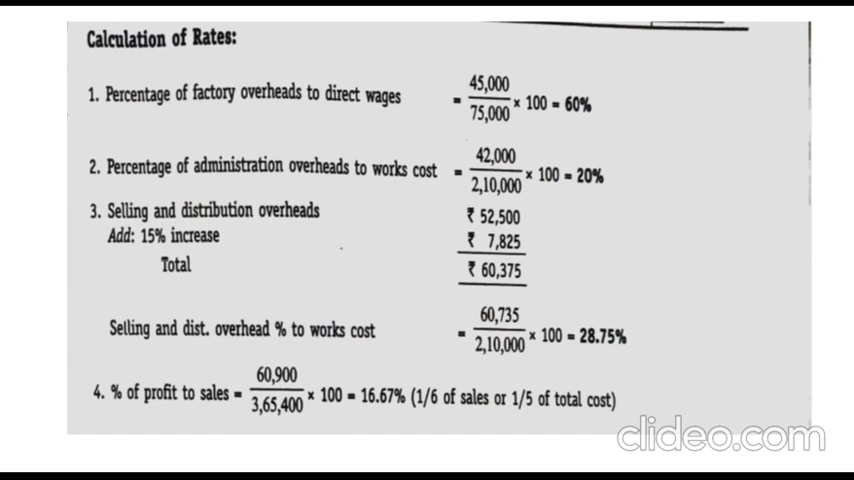 Calculation of Rates:
1. Percentage of factory overheads to direct wages = 45,000 / 75,000 × 100 = 60%
2. Percentage of administration overheads to works cost = 42,000 / 2,10,000 × 100 = 20%
3. Selling and distribution overheads ₹ 52,500
Add: 15% increase ₹ 7,825
Total ₹ 60,375
Selling and dist. overhead % to works cost = 60,735 / 2,10,000 × 100 = 28.75%
4. % of profit to sales = 60,900 / 3,65,400 × 100 = 16.67% (1/6 of sales or 1/5 of total cost)
clideo.com